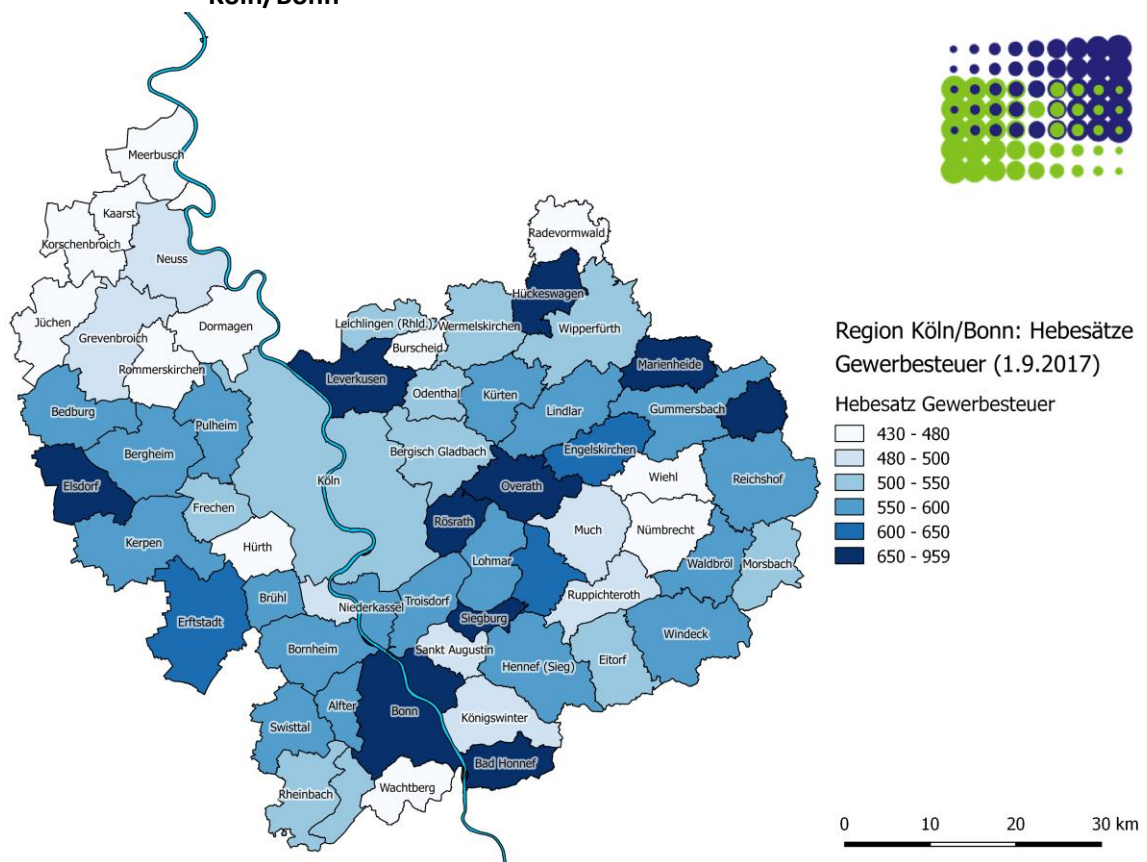 Köln/Bonn
Meerbusch
Kaarst
Korschenbroich
Neuss
Radevormwald
Hückeswagen
Jüchen
Grevenbroich
Dormagen
Leichlingen (Rhld.)
Wermelskirchen
Wipperfürth
Burscheid
Rommerskirchen
Leverkusen
Marienheide
Odenthal
Kürten
Lindlar
Gummersbach
Bedburg
Pulheim
Bergheim
Bergisch Gladbach
Engelskirchen
Elsdorf
Köln
Overath
Wiehl
Reichshof
Frechen
Rösrath
Much
Nümbrecht
Kerpen
Hürth
Lohmar
Waldbröl
Morsbach
Erftstadt
Brühl
Niederkassel
Troisdorf
Siegburg
Ruppichteroth
Bornheim
Sankt Augustin
Hennef (Sieg)
Eitorf
Windeck
Swisttal
Alfter
Bonn
Königswinter
Bad Honnef
Rheinbach
Wachtberg
Region Köln/Bonn: Hebesätze
Gewerbesteuer (1.9.2017)
Hebesatz Gewerbesteuer
430 - 480
480 - 500
500 - 550
550 - 600
600 - 650
650 - 959
0 10 20 30 km